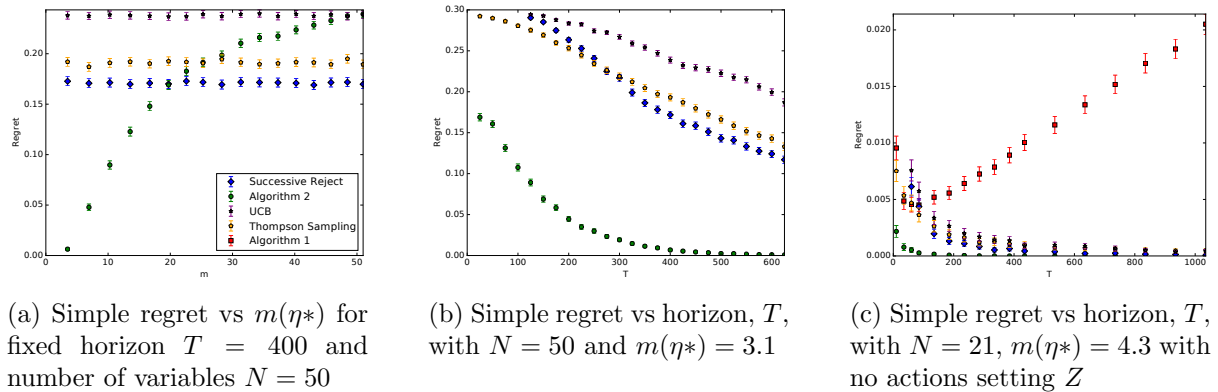 0.20
0.15
0.10
0.05
0.00
Regret
0 10 20 30 40 50
m
Successive Reject
Algorithm 2
UCB
Thompson Sampling
Algorithm 1
0.30
0.25
0.20
0.15
0.10
0.05
0.00
Regret
0 100 200 300 400 500 600
T
0.020
0.015
0.010
0.005
0.000
Regret
0 200 400 600 800 1000
T
(a) Simple regret vs m(η∗) for
fixed horizon T = 400 and
number of variables N = 50
(b) Simple regret vs horizon, T,
with N = 50 and m(η∗) = 3.1
(c) Simple regret vs horizon, T,
with N = 21, m(η∗) = 4.3 with
no actions setting Z